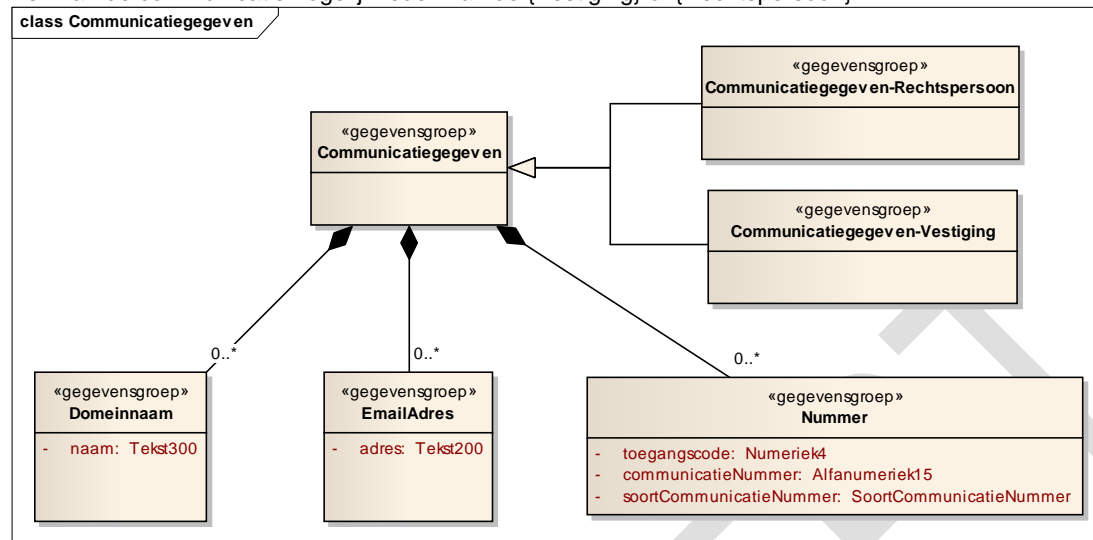 class Communicatiegegeven
«gegevensgroep»
Communicatiegegeven-Rechtspersoon
«gegevensgroep»
Communicatiegegeven
«gegevensgroep»
Communicatiegegeven-Vestiging
0..*
0..*
0..*
«gegevensgroep»
Domeinnaam
- naam: Tekst300
«gegevensgroep»
EmailAdres
- adres: Tekst200
«gegevensgroep»
Nummer
- toegangscode: Numeriek4
- communicatieNummer: Alfanumeriek15
- soortCommunicatieNummer: SoortCommunicatieNummer